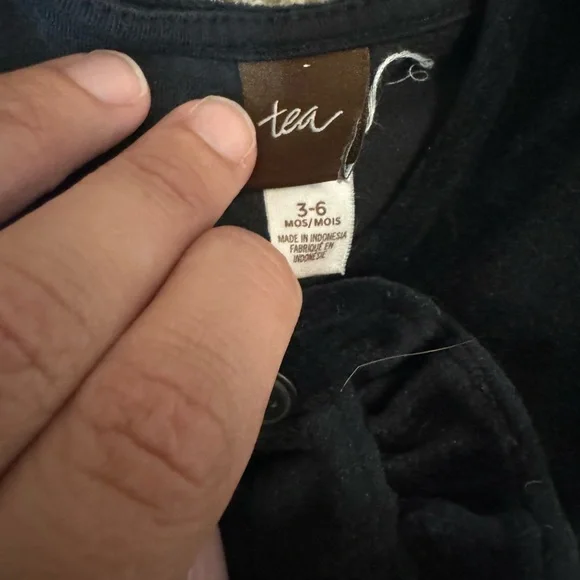 tea
3-6
MOS/MOIS
MADE IN INDONESIA
FABRIQUÉ EN
INDONÉSIE